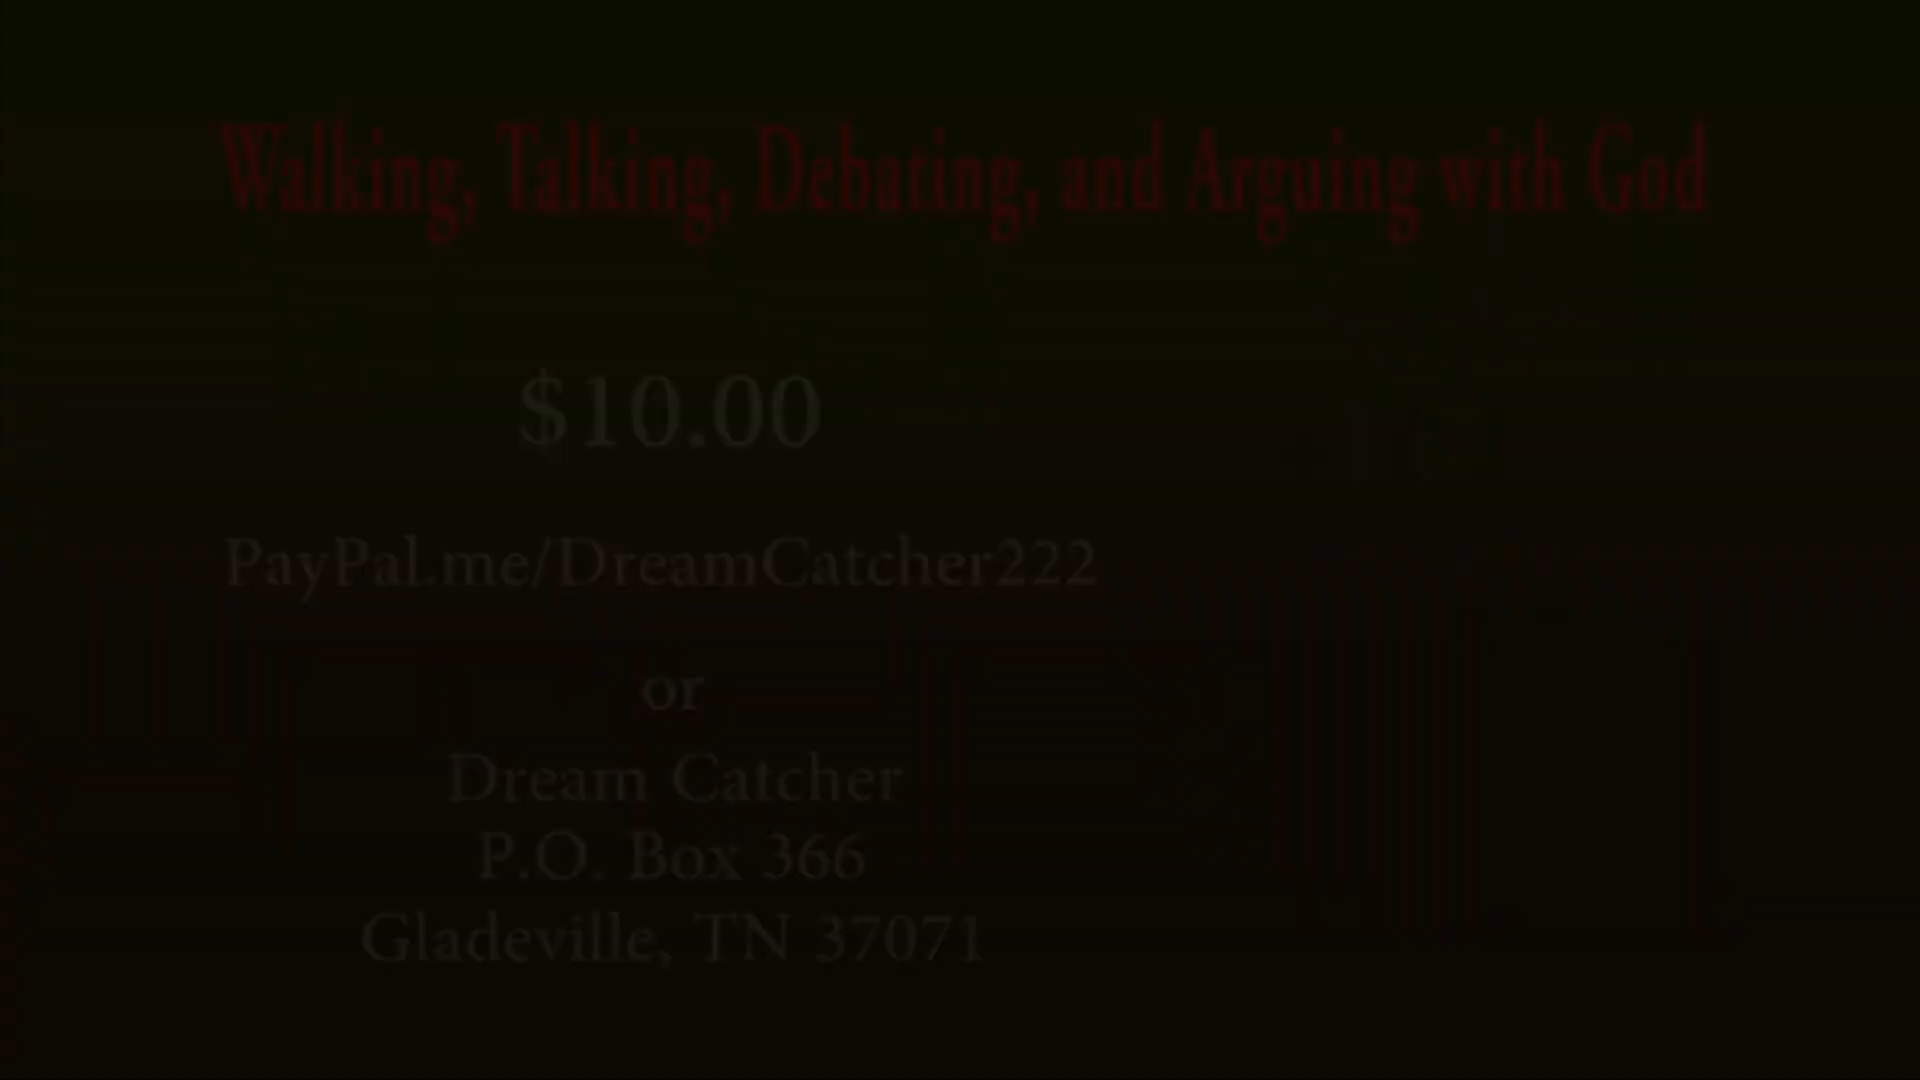 Walking, Talking, Debating, and Arguing with God
$10.00
PayPal.me/DreamCatcher222
or
Dream Catcher
P.O. Box 366
Gladeville, TN 37071